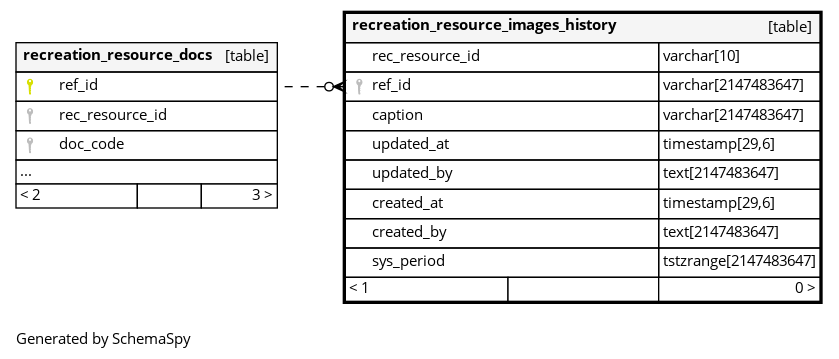 recreation_resource_docs [table]
ref_id
rec_resource_id
doc_code
...
< 2 3 >
recreation_resource_images_history [table]
rec_resource_id varchar[10]
ref_id varchar[2147483647]
caption varchar[2147483647]
updated_at timestamp[29,6]
updated_by text[2147483647]
created_at timestamp[29,6]
created_by text[2147483647]
sys_period tstzrange[2147483647]
< 1 0 >
Generated by SchemaSpy